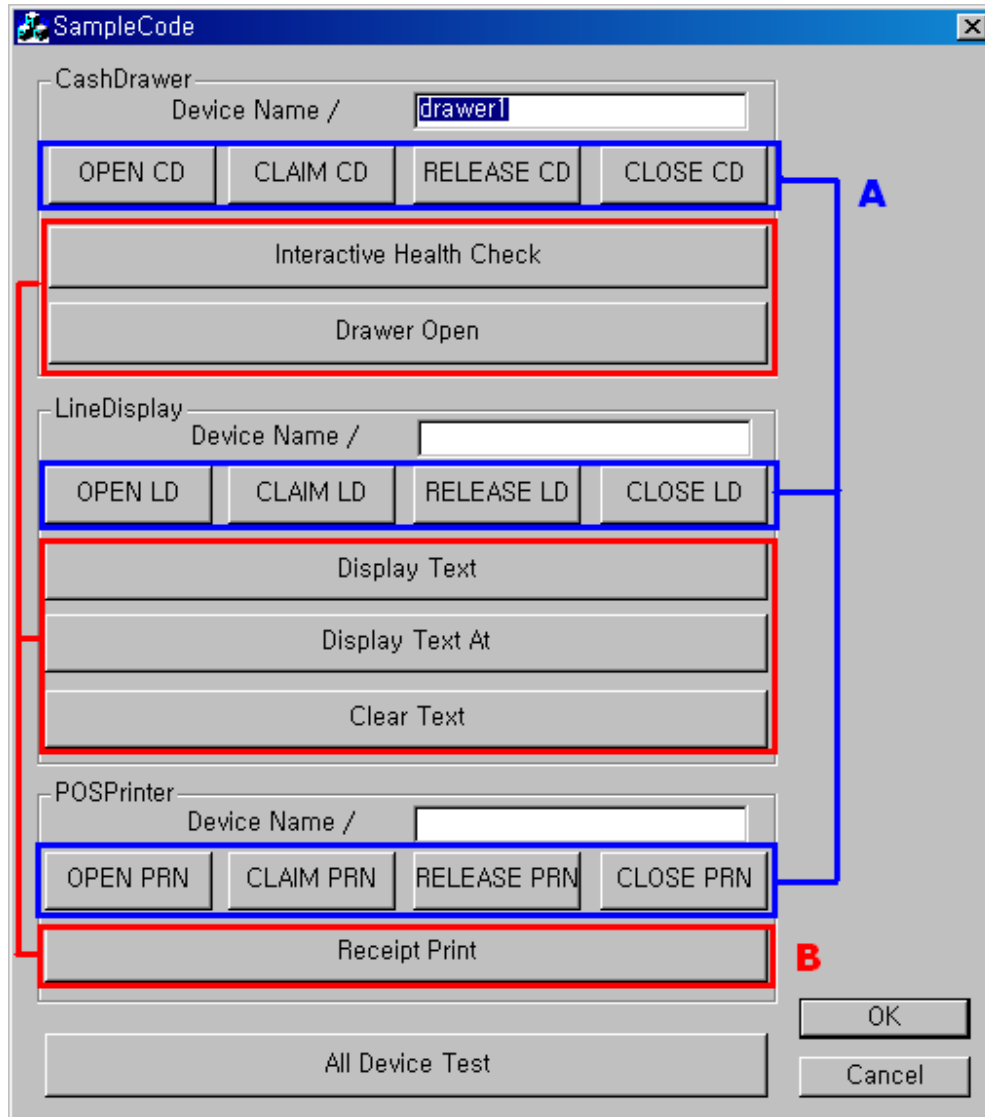 SampleCode
CashDrawer
Device Name / drawer1
OPEN CD CLAIM CD RELEASE CD CLOSE CD
A
Interactive Health Check
Drawer Open
LineDisplay
Device Name /
OPEN LD CLAIM LD RELEASE LD CLOSE LD
Display Text
Display Text At
Clear Text
POSPrinter
Device Name /
OPEN PRN CLAIM PRN RELEASE PRN CLOSE PRN
Receipt Print
B
OK
All Device Test
Cancel